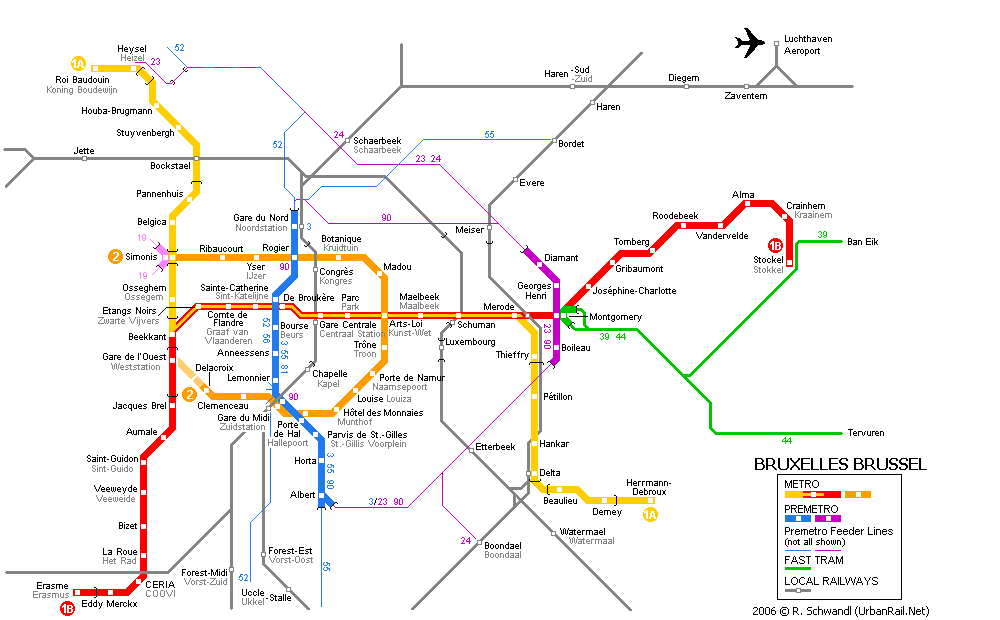 52
Heysel
Heizel
23
1A
Roi Baudouin
Koning Boudewijn
Houba-Brugmann
Stuyvenbergh
52
Jette
Bockstael
Pannenhuis
Belgica
19
2
Simonis
19
Ribaucourt
Yser
IJzer
Rogier
90
Gare du Nord
Noordstation
3
Botanique
Kruidtuin
Congrès
Kongres
Madou
Osseghem
Ossegem
Etangs Noirs
Zwarte Vijvers
Beekkant
Sainte-Catherine
Sint-Katelijne
De Broukère
Comte de
Flandre
Graaf van
Vlaanderen
Parc
Park
Maelbeek
Maalbeek
Merode
Bourse
Beurs
Gare Centrale
Central Station
Arts-Loi
Kunst-Wet
Schuman
Luxembourg
Anneessens
52 56
3 55 81
Trône
Troon
Gare de l'Ouest
Weststation
Delacroix
Lemonnier
2
Clemenceau
90
Chapelle
Kapel
Porte de Namur
Naamsepoort
Louise Louiza
Hôtel des Monnaies
Munthof
Jacques Brel
Gare du Midi
Zuidstation
Porte
de Hal
Hallepoort
Parvis de St.-Gilles
St.-Gillis Voorplein
Aumale
Saint-Guidon
Sint-Guido
Horta
3 55 90
Albert
3/23 90
Veeweyde
Veeweide
Bizet
La Roue
Het Rad
CERIA
COOVI
Erasme
Erasmus
1B
Eddy Merckx
Forest-Midi
Vorst-Zuid
Forest-Est
Vorst-Oost
Uccle
Ukkel
-Stalle
52
55
24
Schaerbeek
Schaarbeek
23 24
55
90
Haren
-Sud
-Zuid
Haren
Diegem
Zaventem
Luchthaven
Aeroport
Bordet
Evere
Meiser
Diamant
Georges
Henri
Joséphine-Charlotte
Gribaumont
Tomberg
Roodebeek
Vandervelde
Alma
Crainhem
Kraainem
1B
Stockel
Stokkel
39
Ban Eik
Montgomery
39 44
23 90
Boileau
Thieffry
Pétillon
Hankar
Etterbeek
Delta
Beaulieu
Demey
Herrmann-
Debroux
1A
Watermael
Watermaal
24
Boondael
Boondaal
44
Tervuren
BRUXELLES BRUSSEL
METRO
PREMETRO
Premetro Feeder Lines
(not all shown)
FAST TRAM
LOCAL RAILWAYS
2006 © R. Schwandl (UrbanRail.Net)